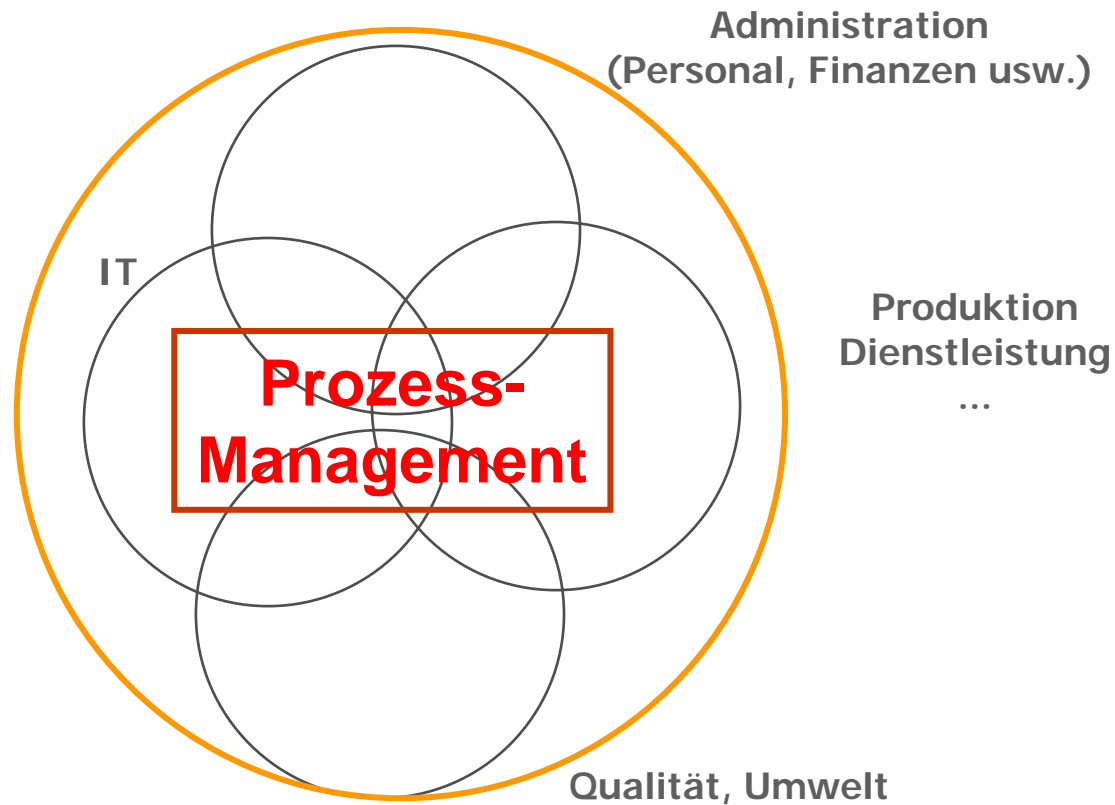 Administration
(Personal, Finanzen usw.)
IT
Produktion
Dienstleistung
...
Prozess-
Management
Qualität, Umwelt